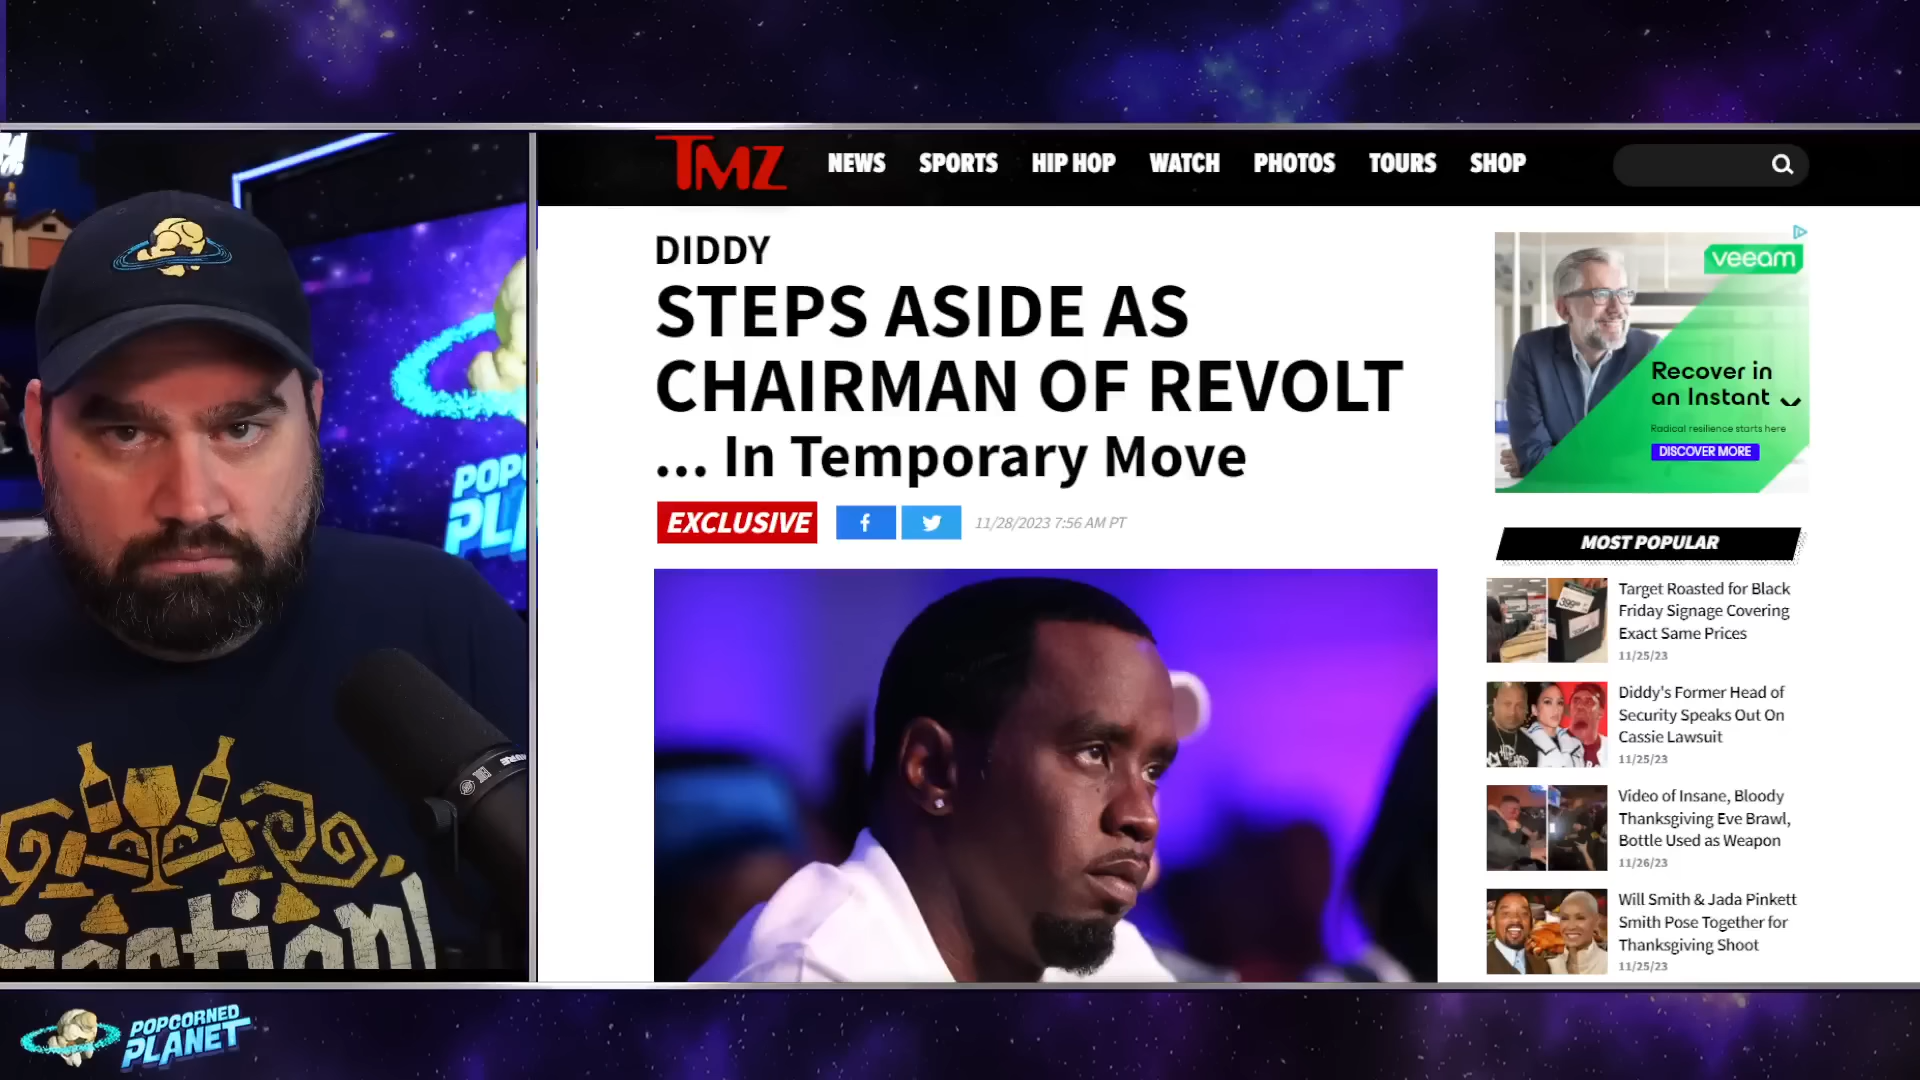 TMZ
NEWS
SPORTS
HIP HOP
WATCH
PHOTOS
TOURS
SHOP
DIDDY
STEPS ASIDE AS
CHAIRMAN OF REVOLT
... In Temporary Move
EXCLUSIVE
11/28/2023 7:56 AM PT
veeam
Recover in
an Instant
Radical resilience starts here
DISCOVER MORE
MOST POPULAR
Target Roasted for Black
Friday Signage Covering
Exact Same Prices
11/25/23
Diddy's Former Head of
Security Speaks Out On
Cassie Lawsuit
11/25/23
Video of Insane, Bloody
Thanksgiving Eve Brawl,
Bottle Used as Weapon
11/26/23
Will Smith & Jada Pinkett
Smith Pose Together for
Thanksgiving Shoot
11/25/23
POPCORNED
PLANET